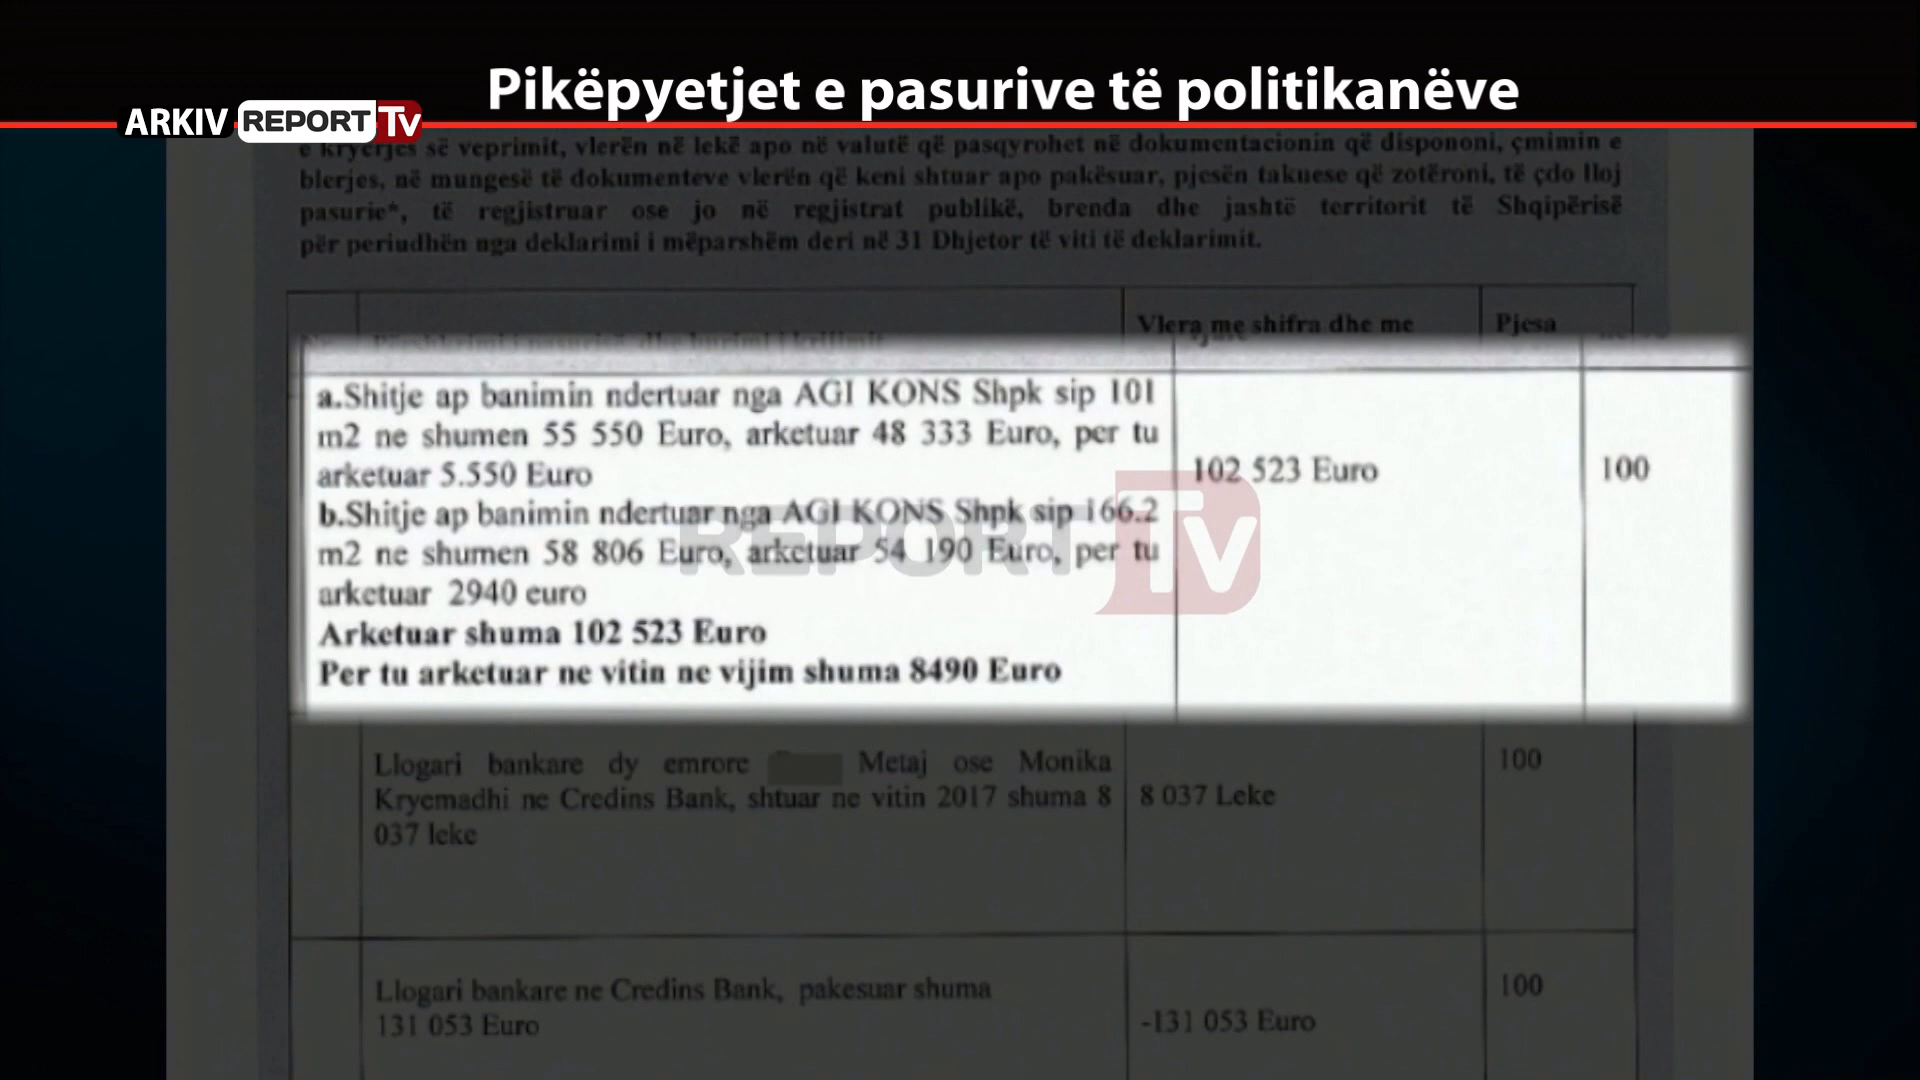 Pikëpyetjet e pasurive të politikanëve
ARKIV REPORT Tv
e kryerjes së veprimit, vlerën në lekë apo në valutë që pasqyrohet në dokumentacionin që dispononi, çmimin e
blerjes, në mungesë të dokumenteve vlerën që keni shtuar apo pakësuar, pjesën takuese që zotëroni, të çdo lloj
pasurie*, të regjistruar ose jo në regjistrat publikë, brenda dhe jashtë territorit të Shqipërisë
për periudhën nga deklarimi i mëparshëm deri në 31 Dhjetor të viti të deklarimit.
Vlera me shifra dhe me
Pjesa
a.Shitje ap banimin ndertuar nga AGI KONS Shpk sip 101
m2 ne shumen 55 550 Euro, arketuar 48 333 Euro, per tu
arketuar 5.550 Euro
102 523 Euro
100
b.Shitje ap banimin ndertuar nga AGI KONS Shpk sip 166.2
m2 ne shumen 58 806 Euro, arketuar 54 190 Euro, per tu
arketuar 2940 euro
Arketuar shuma 102 523 Euro
Per tu arketuar ne vitin ne vijim shuma 8490 Euro
REPORT Tv
Llogari bankare dy emrore Metaj ose Monika
Kryemadhi ne Credins Bank, shtuar ne vitin 2017 shuma 8
037 leke
8 037 Leke
100
Llogari bankare ne Credins Bank, pakesuar shuma
131 053 Euro
-131 053 Euro
100